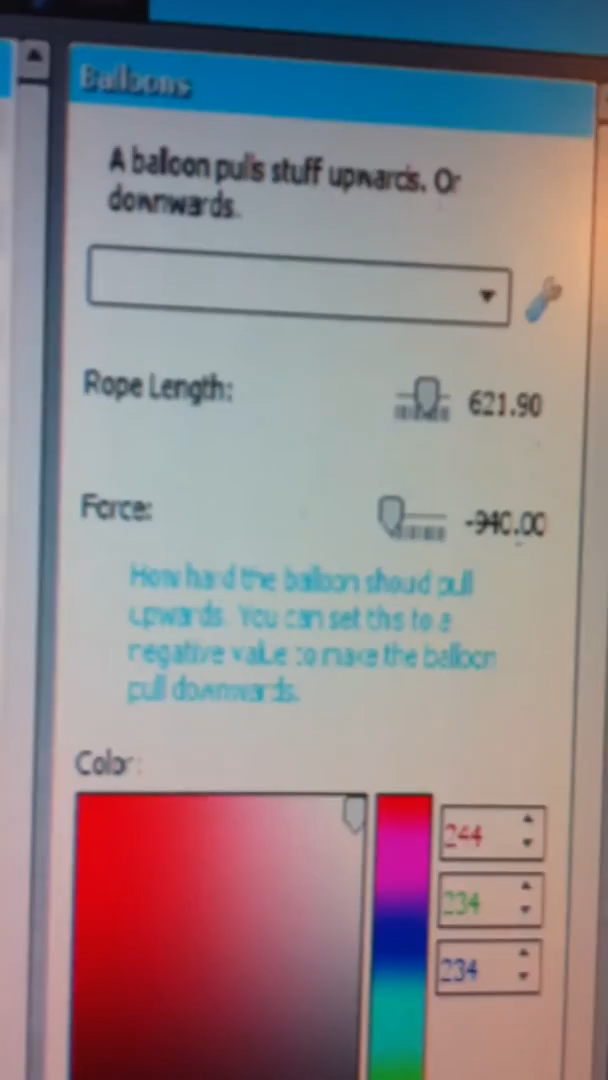 Balloons
A balloon pulls stuff upwards. Or
downwards.
Rope Length:
621.90
Force:
-940.00
How hard the balloon should pull
upwards. You can set this to a
negative value to make the balloon
pull downwards.
Color:
244
234
234